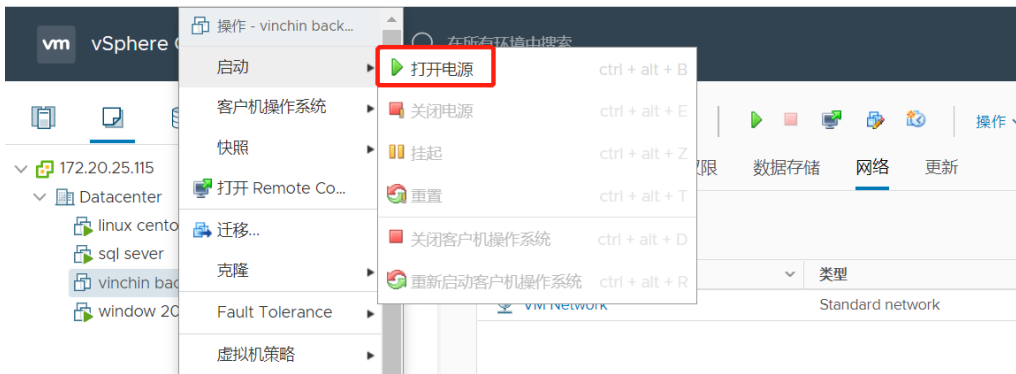 vm vSphere
操作 - vinchin back...
在所有环境中搜索
启动
打开电源 ctrl + alt + B
客户机操作系统
关闭电源 ctrl + alt + E
操作
快照
挂起 ctrl + alt + Z
数据存储 网络 更新
172.20.25.115
打开 Remote Co...
重置 ctrl + alt + T
Datacenter
linux cento
迁移...
关闭客户机操作系统 ctrl + alt + D
sql sever
克隆
重新启动客户机操作系统 ctrl + alt + R
类型
vinchin bac
window 20
Fault Tolerance
VM Network
Standard network
虚拟机策略